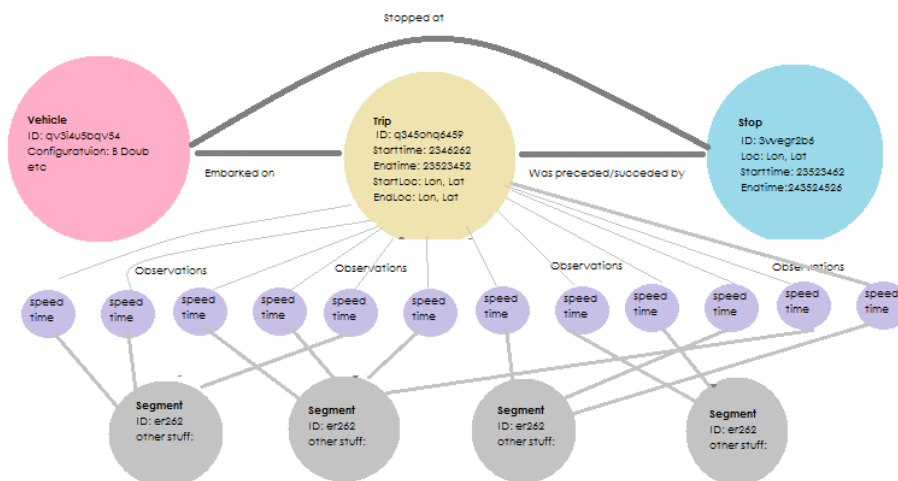 Stopped at
Vehicle
ID: qv3i4u5bqv54
Configuratuion: B Doub
etc
Embarked on
Trip
ID: q345ohq6459
Starttime: 2346262
Endtime: 23523452
StartLoc: Lon, Lat
EndLoc: Lon, Lat
Was preceded/succeded by
Stop
ID: 3vvegr2b6
Loc: Lon, Lat
Starttime: 23523462
Endtime:243524526
Observations
Observations
Observations
Observations
speed
time
speed
time
speed
time
speed
time
speed
time
speed
time
speed
time
speed
time
speed
time
speed
time
speed
time
speed
time
Segment
ID: er262
other stuff:
Segment
ID: er262
other stuff:
Segment
ID: er262
other stuff:
Segment
ID: er262
other stuff: